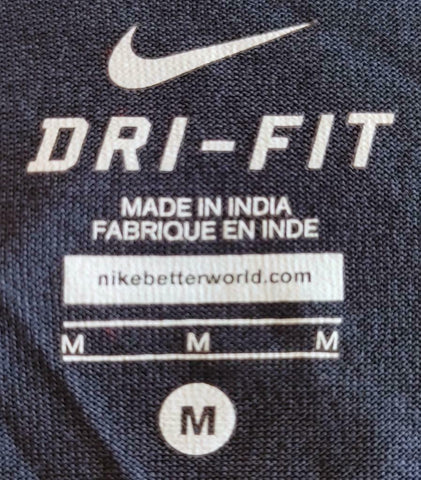 DRI-FIT
MADE IN INDIA
FABRIQUE EN INDE
nikebetterworld.com
M M M
M